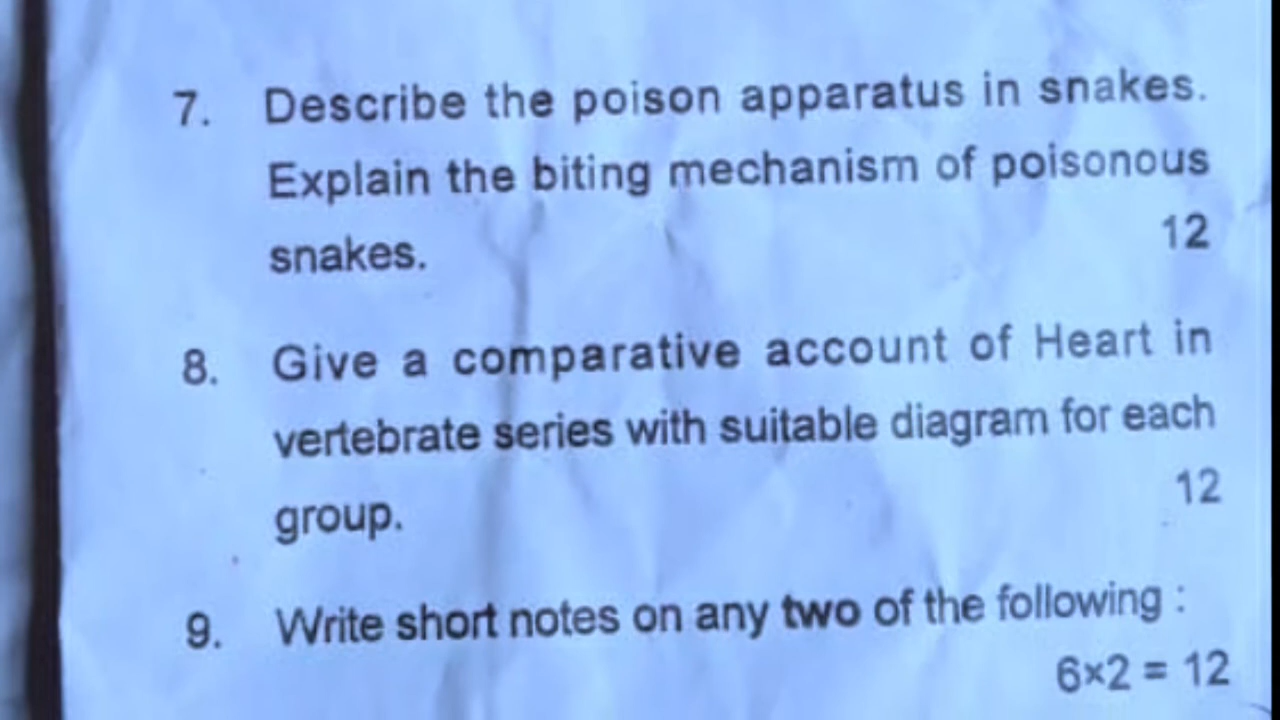 7. Describe the poison apparatus in snakes.
Explain the biting mechanism of poisonous
snakes. 12
8. Give a comparative account of Heart in
vertebrate series with suitable diagram for each
group. 12
9. Write short notes on any two of the following :
6×2 = 12